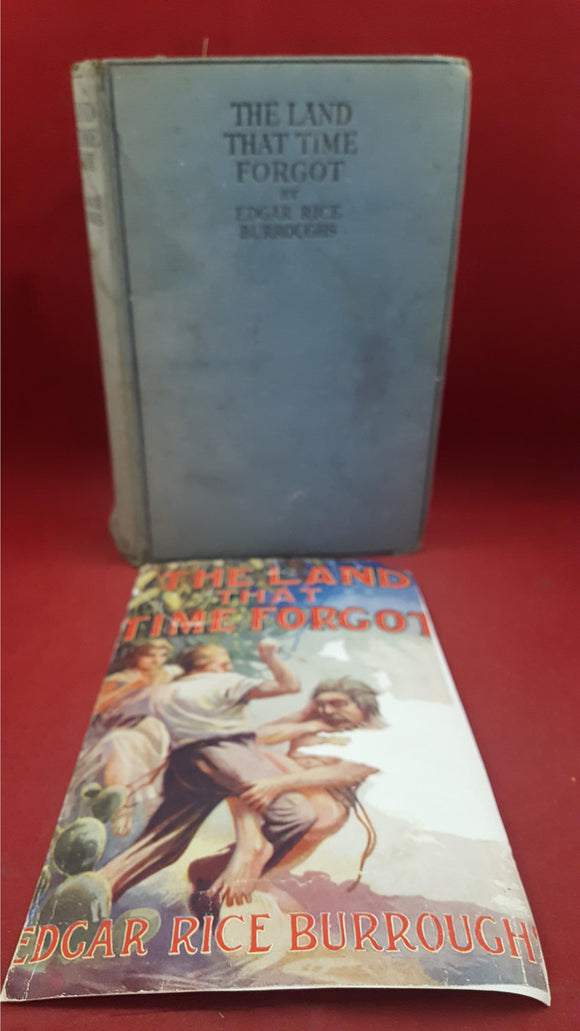 THE LAND
THAT TIME
FORGOT
BY
EDGAR RICE
BURROUGHS
THE LAND
THAT
TIME FORGOT
EDGAR RICE BURROUGHS